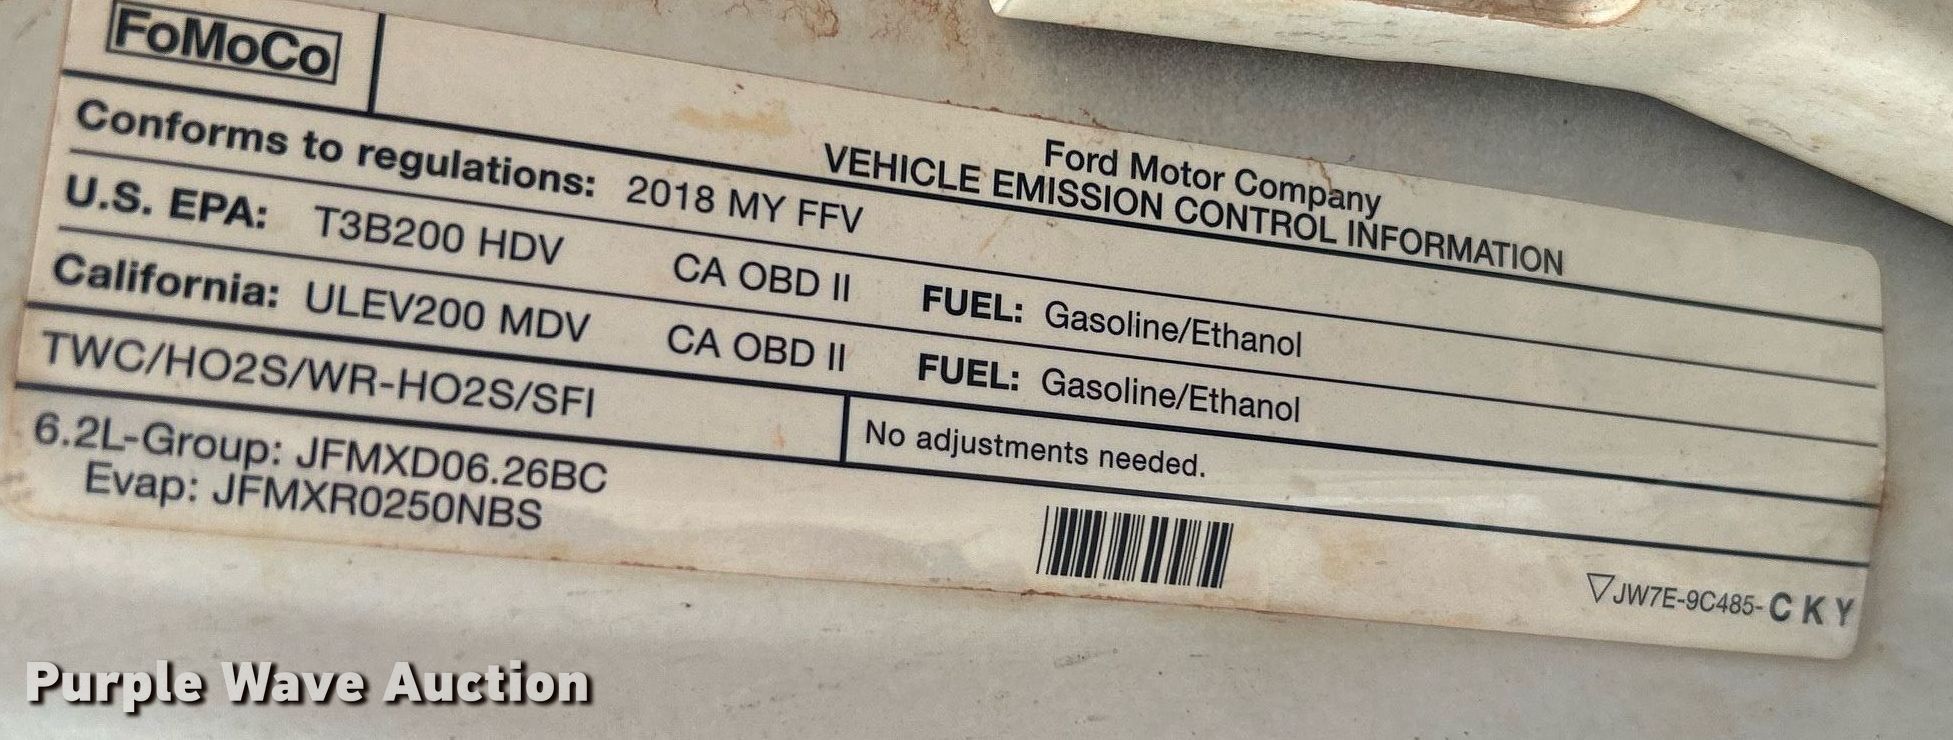 FoMoCo
Ford Motor Company
VEHICLE EMISSION CONTROL INFORMATION
Conforms to regulations: 2018 MY FFV
U.S. EPA: T3B200 HDV CA OBD II FUEL: Gasoline/Ethanol
California: ULEV200 MDV CA OBD II FUEL: Gasoline/Ethanol
TWC/HO2S/WR-HO2S/SFI
No adjustments needed.
6.2L-Group: JFMXD06.26BC
Evap: JFMXR0250NBS
▽JW7E-9C485-CKY
Purple Wave Auction